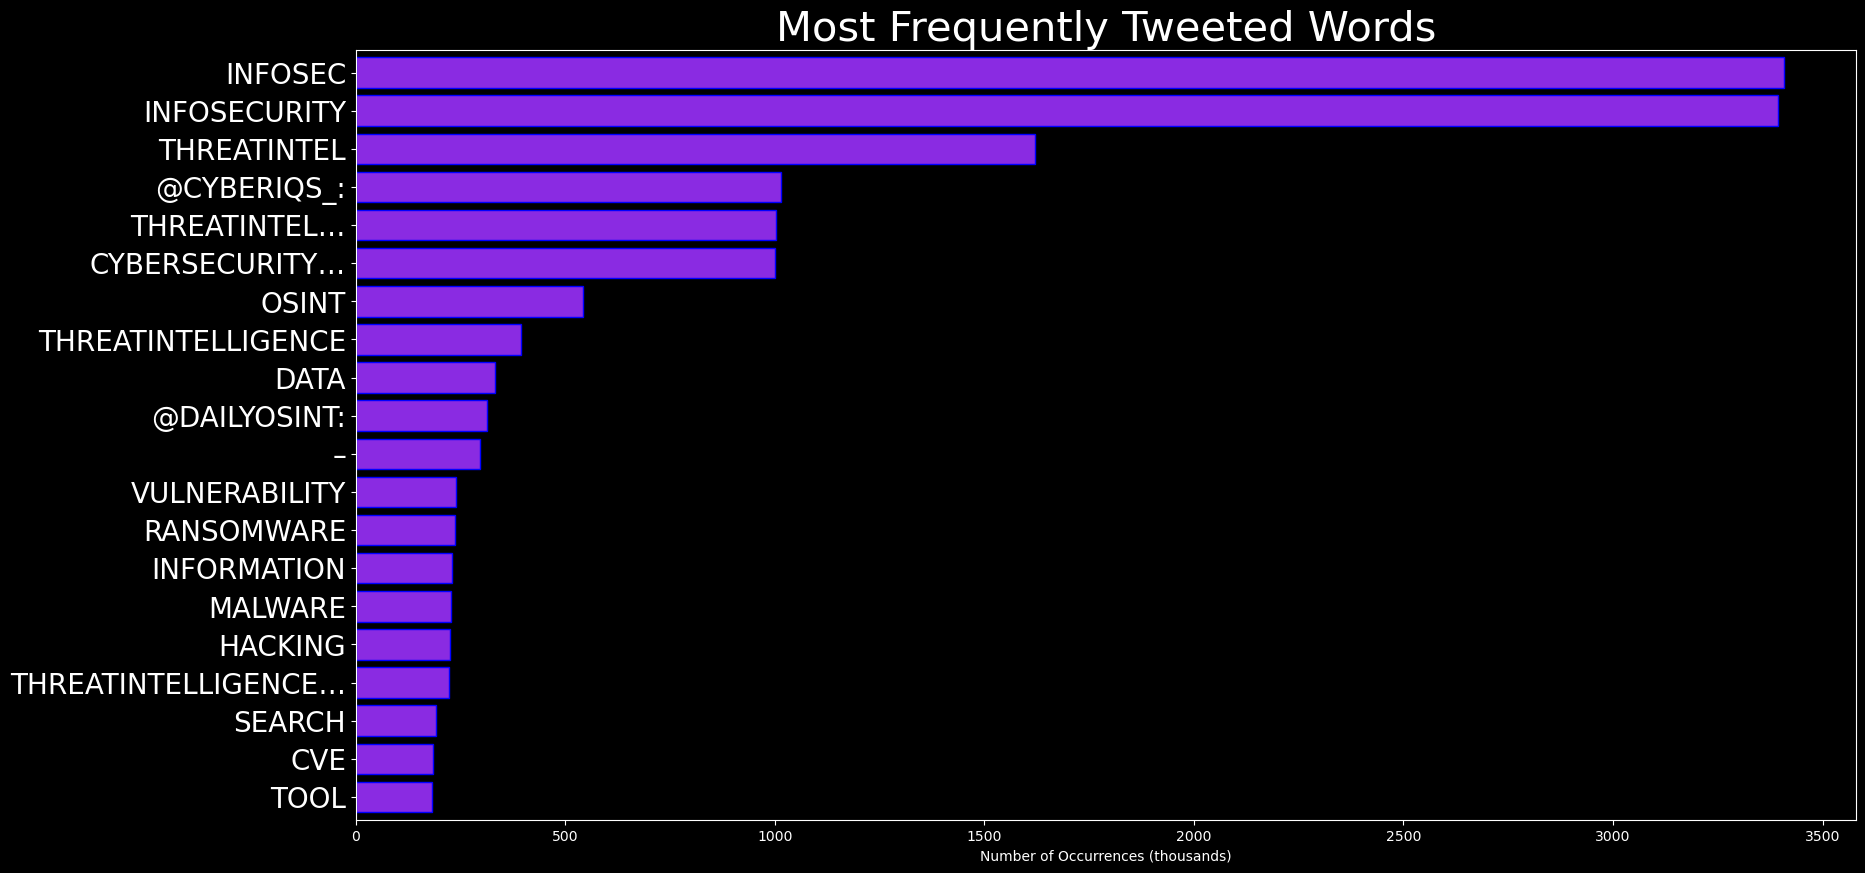 Most Frequently Tweeted Words
INFOSEC
INFOSECURITY
THREATINTEL
@CYBERIQS_:
THREATINTEL…
CYBERSECURITY…
OSINT
THREATINTELLIGENCE
DATA
@DAILYOSINT:
–
VULNERABILITY
RANSOMWARE
INFORMATION
MALWARE
HACKING
THREATINTELLIGENCE…
SEARCH
CVE
TOOL
0 500 1000 1500 2000 2500 3000 3500
Number of Occurrences (thousands)